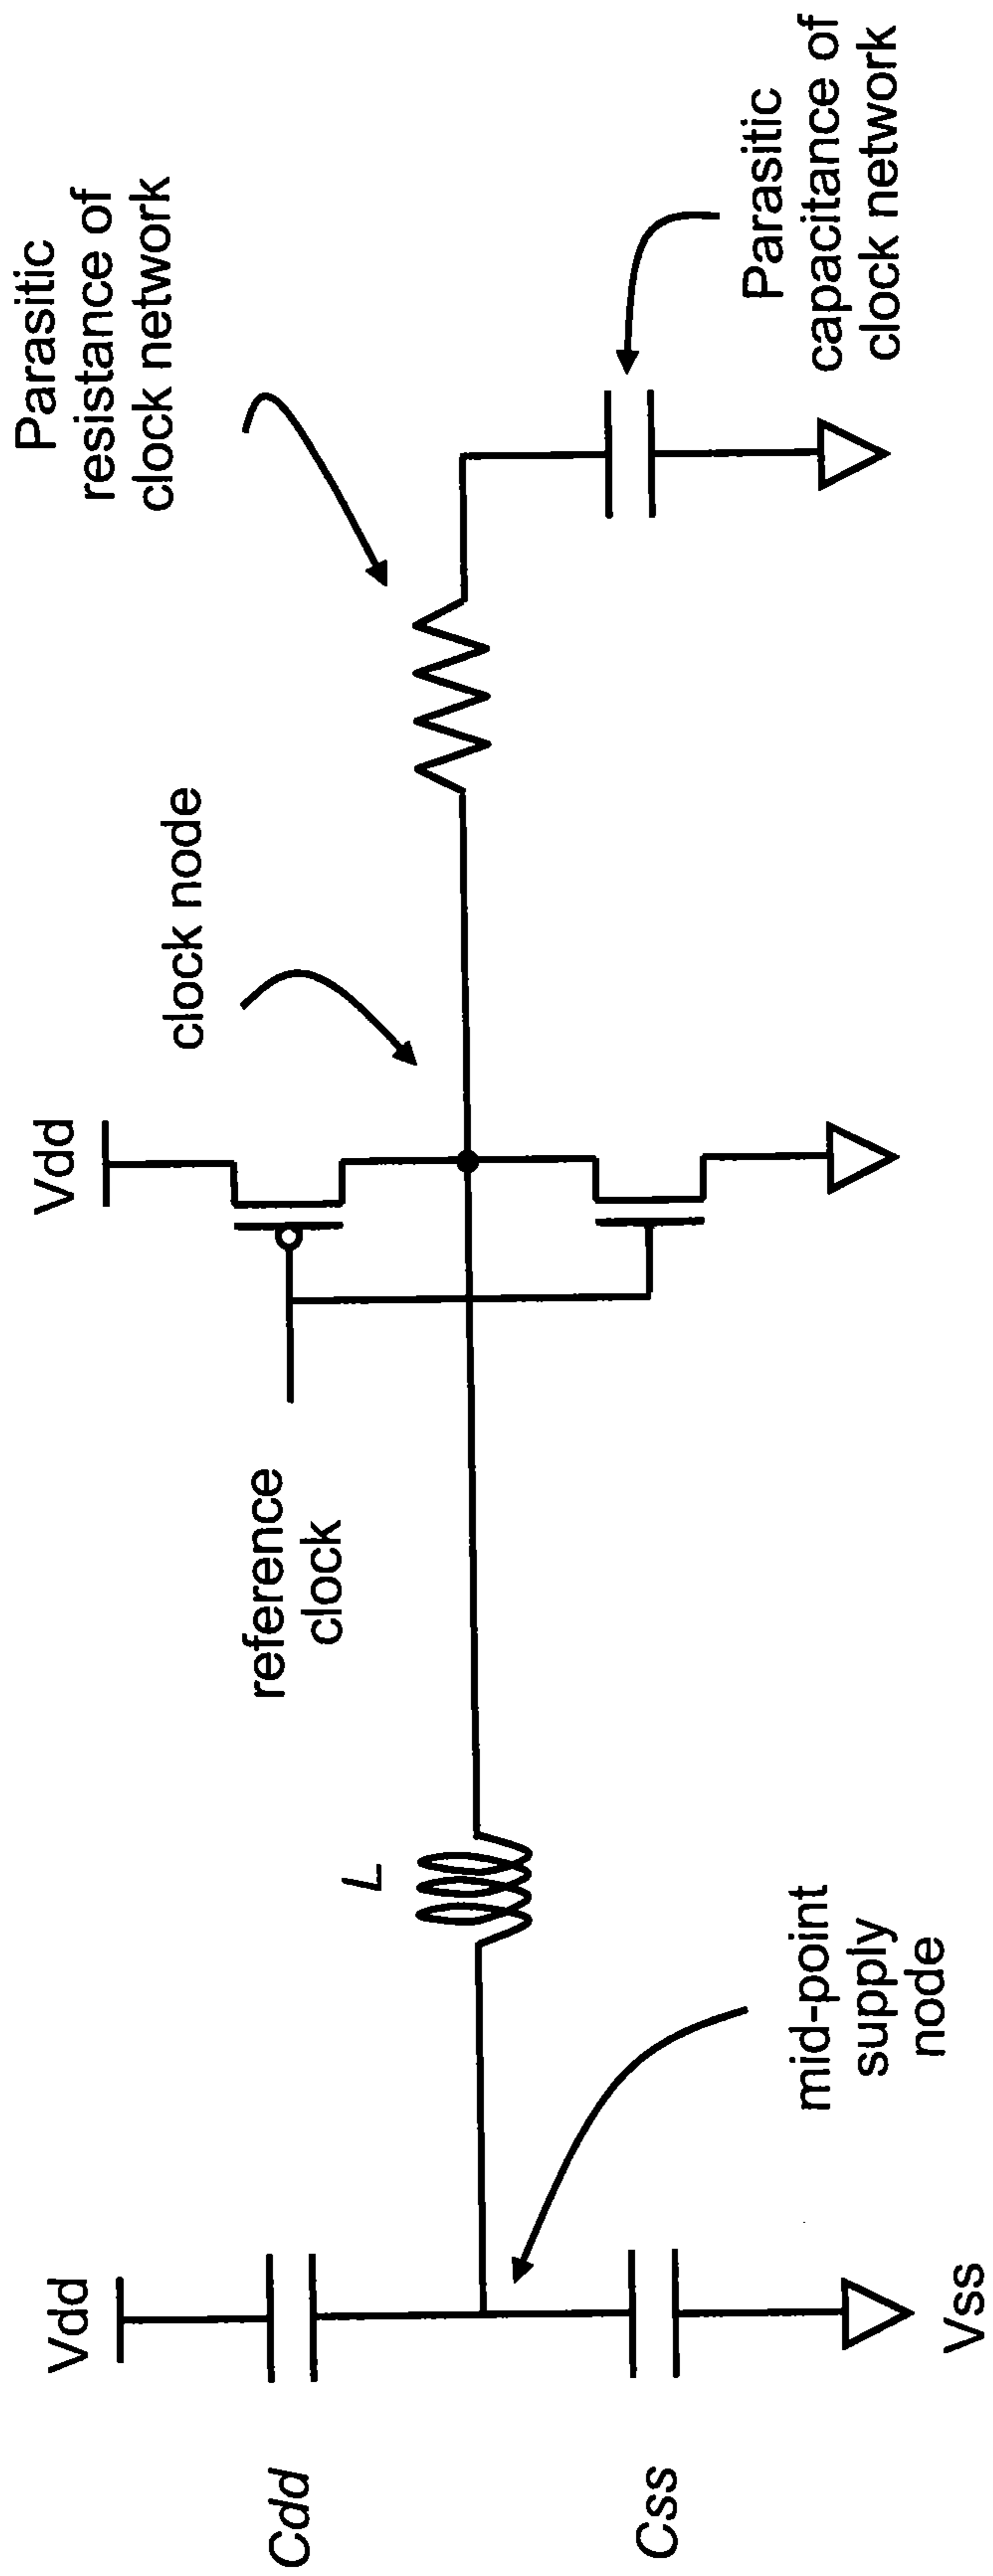 Vdd
Cdd
Css
Vss
mid-point
supply
node
L
reference
clock
Vdd
clock node
Parasitic
resistance of
clock network
Parasitic
capacitance of
clock network